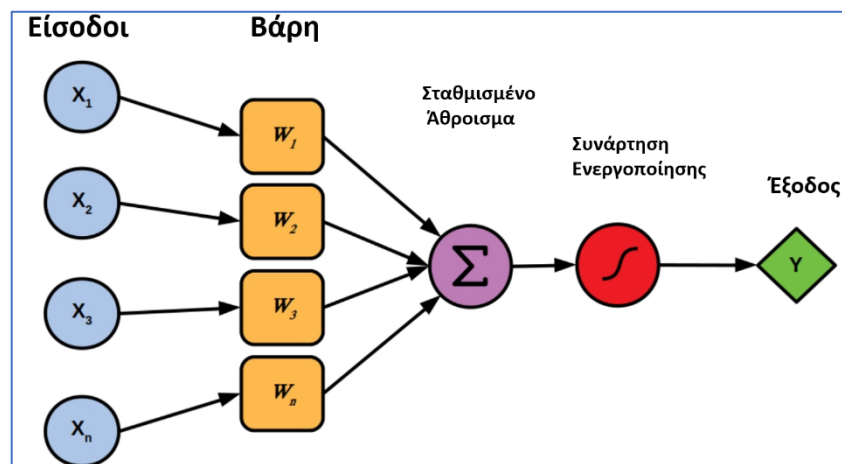 Είσοδοι
Βάρη
X1
W1
Σταθμισμένο
Άθροισμα
Συνάρτηση
Ενεργοποίησης
Έξοδος
X2
W2
Σ
Y
X3
W3
Xn
Wn